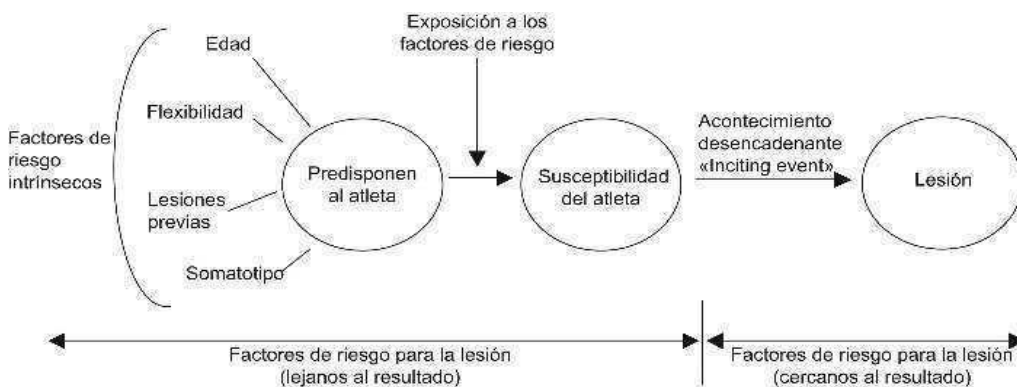 Exposición a los
factores de riesgo
Edad
Flexibilidad
Factores de
riesgo
intrínsecos
Lesiones
previas
Somatotipo
Predisponen
al atleta
Susceptibilidad
del atleta
Acontecimiento
desencadenante
«Inciting event»
Lesión
Factores de riesgo para la lesión
(lejanos al resultado)
Factores de riesgo para la lesión
(cercanos al resultado)